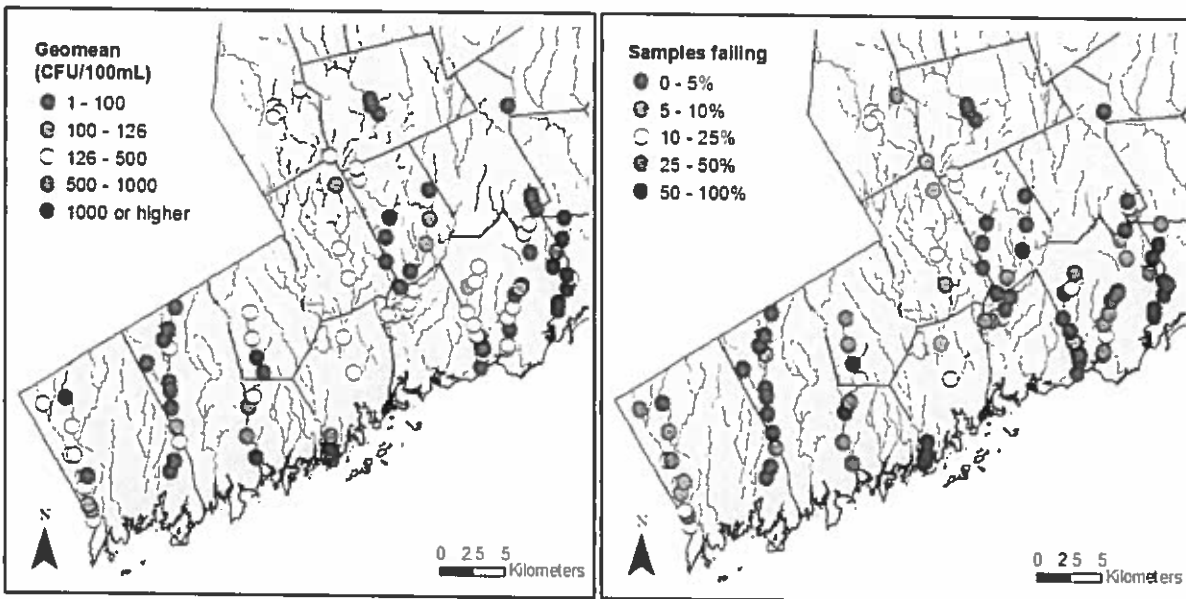 Geomean
(CFU/100mL)
1 - 100
100 - 126
126 - 500
500 - 1000
1000 or higher
N
0 2 5 5
Kilometers
Samples failing
0 - 5%
5 - 10%
10 - 25%
25 - 50%
50 - 100%
N
0 2 5 5
Kilometers